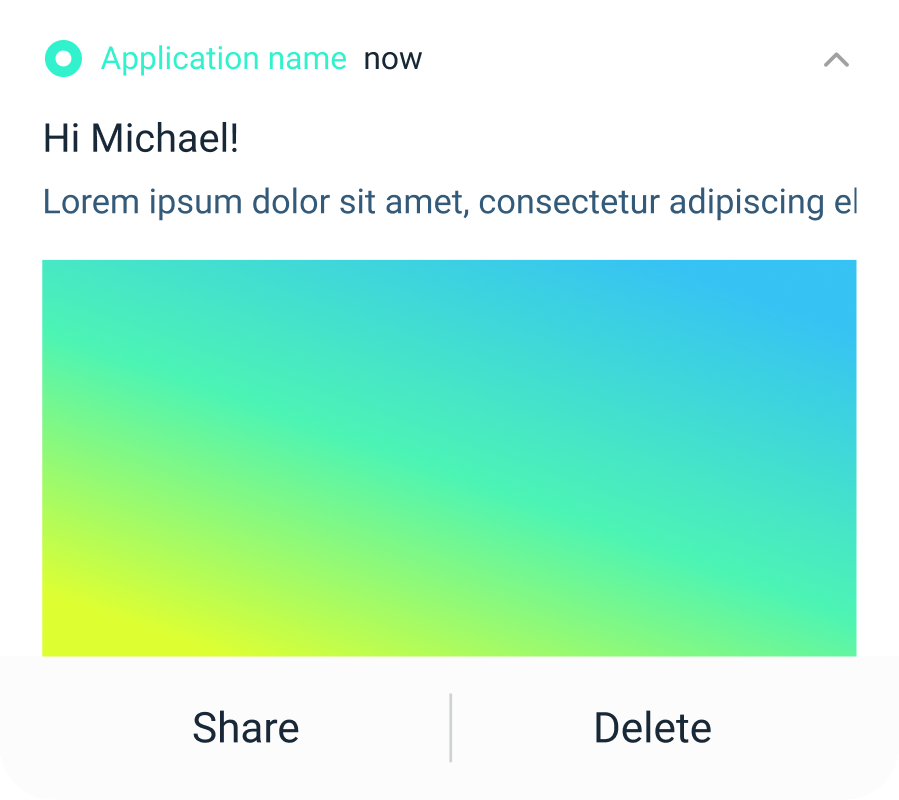 Application name now
Hi Michael!
Lorem ipsum dolor sit amet, consectetur adipiscing el
Share Delete